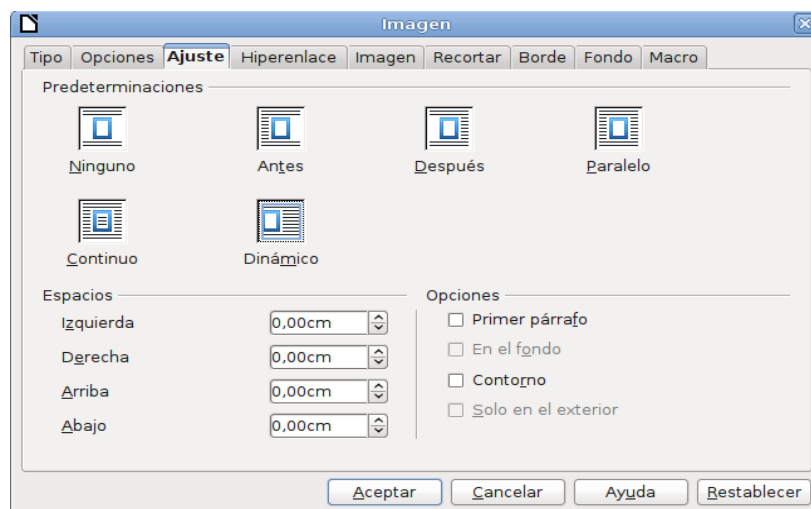 Imagen
Tipo Opciones Ajuste Hiperenlace Imagen Recortar Borde Fondo Macro
Predeterminaciones
Ninguno Antes Después Paralelo
Continuo Dinámico
Espacios
Izquierda 0,00cm
Derecha 0,00cm
Arriba 0,00cm
Abajo 0,00cm
Opciones
Primer párrafo
En el fondo
Contorno
Solo en el exterior
Aceptar Cancelar Ayuda Restablecer